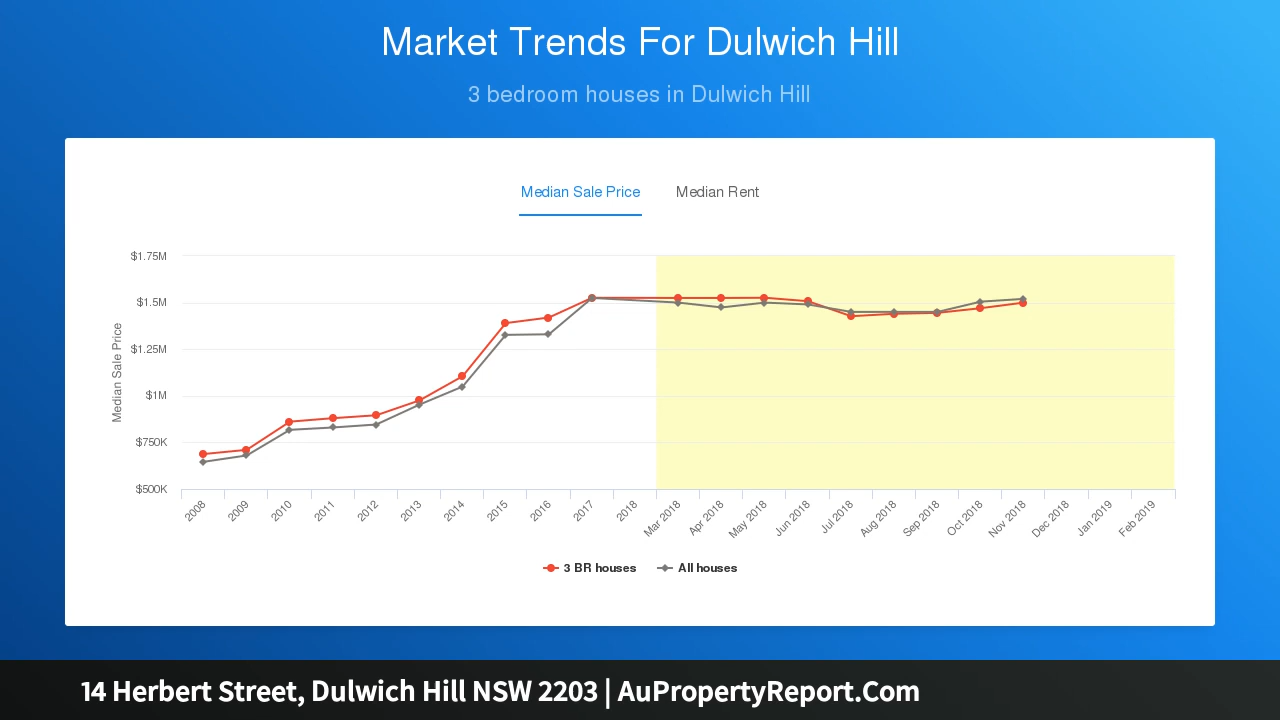 Market Trends For Dulwich Hill
3 bedroom houses in Dulwich Hill
Median Sale Price
Median Rent
$1.75M
$1.5M
$1.25M
$1M
$750K
$500K
Median Sale Price
2008
2009
2010
2011
2012
2013
2014
2015
2016
2017
2018
Mar 2018
Apr 2018
May 2018
Jun 2018
Jul 2018
Aug 2018
Sep 2018
Oct 2018
Nov 2018
Dec 2018
Jan 2019
Feb 2019
3 BR houses
All houses
14 Herbert Street, Dulwich Hill NSW 2203 | AuPropertyReport.Com